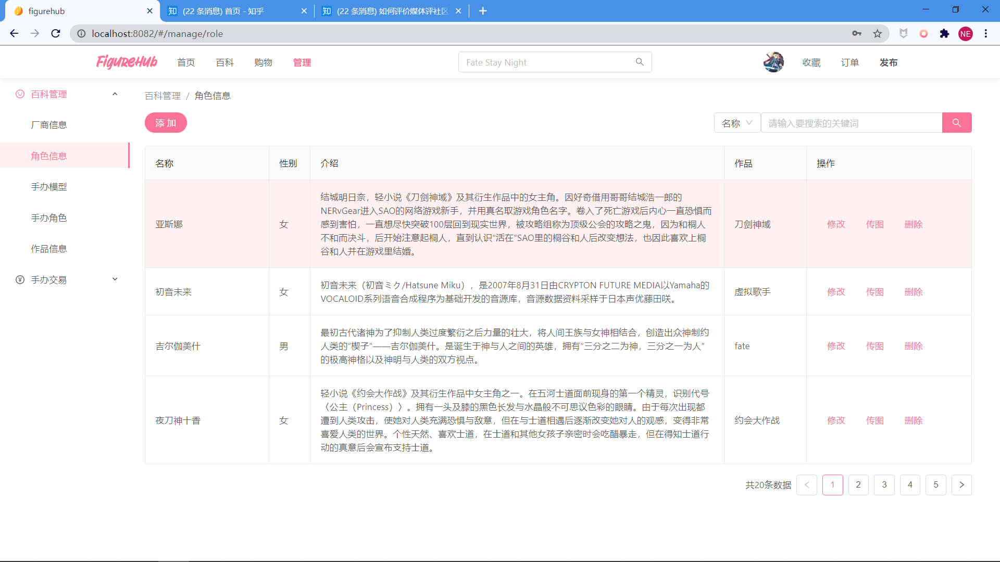 figurehub
(22 条消息) 首页 - 知乎
(22 条消息) 如何评价媒体评社区
localhost:8082/#/manage/role
NE
FigureHub
首页
百科
购物
管理
Fate Stay Night
收藏
订单
发布
百科管理
厂商信息
角色信息
手办模型
手办角色
作品信息
手办交易
百科管理 / 角色信息
添 加
名称
请输入要搜索的关键词
名称 性别 介绍 作品 操作
亚斯娜
女
结城明日奈，轻小说《刀剑神域》及其衍生作品中的女主角。因好奇借用哥哥结城浩一郎的
NERvGear进入SAO的网络游戏新手，并用真名取游戏角色名字。卷入了死亡游戏后内心一直恐惧而
感到害怕，一直想尽快突破100层回到现实世界，被攻略组称为顶级公会的攻略之鬼，因为和桐人
不和而决斗，后开始注意起桐人，直到认识“活在”SAO里的桐谷和人后改变想法，也因此喜欢上桐
谷和人并在游戏里结婚。
刀剑神域
修改 传图 删除
初音未来
女
初音未来（初音ミク/Hatsune Miku），是2007年8月31日由CRYPTON FUTURE MEDIA以Yamaha的
VOCALOID系列语音合成程序为基础开发的音源库，音源数据资料采样于日本声优藤田咲。
虚拟歌手
修改 传图 删除
吉尔伽美什
男
最初古代诸神为了抑制人类过度繁衍之后力量的壮大，将人间王族与女神相结合，创造出众神制约
人类的“楔子”——吉尔伽美什。是诞生于神与人之间的英雄，拥有“三分之二为神，三分之一为人”
的极高神格以及神明与人类的双方视点。
fate
修改 传图 删除
夜刀神十香
女
轻小说《约会大作战》及其衍生作品中女主角之一。在五河士道面前现身的第一个精灵，识别代号
〈公主（Princess）〉。拥有一头及膝的黑色长发与水晶般不可思议色彩的眼睛。由于每次出现都
遭到人类攻击，使她对人类充满恐惧与敌意，但在与士道相遇后逐渐改变她对人的观感，变得非常
喜爱人类的世界。个性天然、喜欢士道，在士道和其他女孩子亲密时会吃醋暴走，但在得知士道行
动的真意后会宣布支持士道。
约会大作战
修改 传图 删除
共20条数据 < 1 2 3 4 5 >